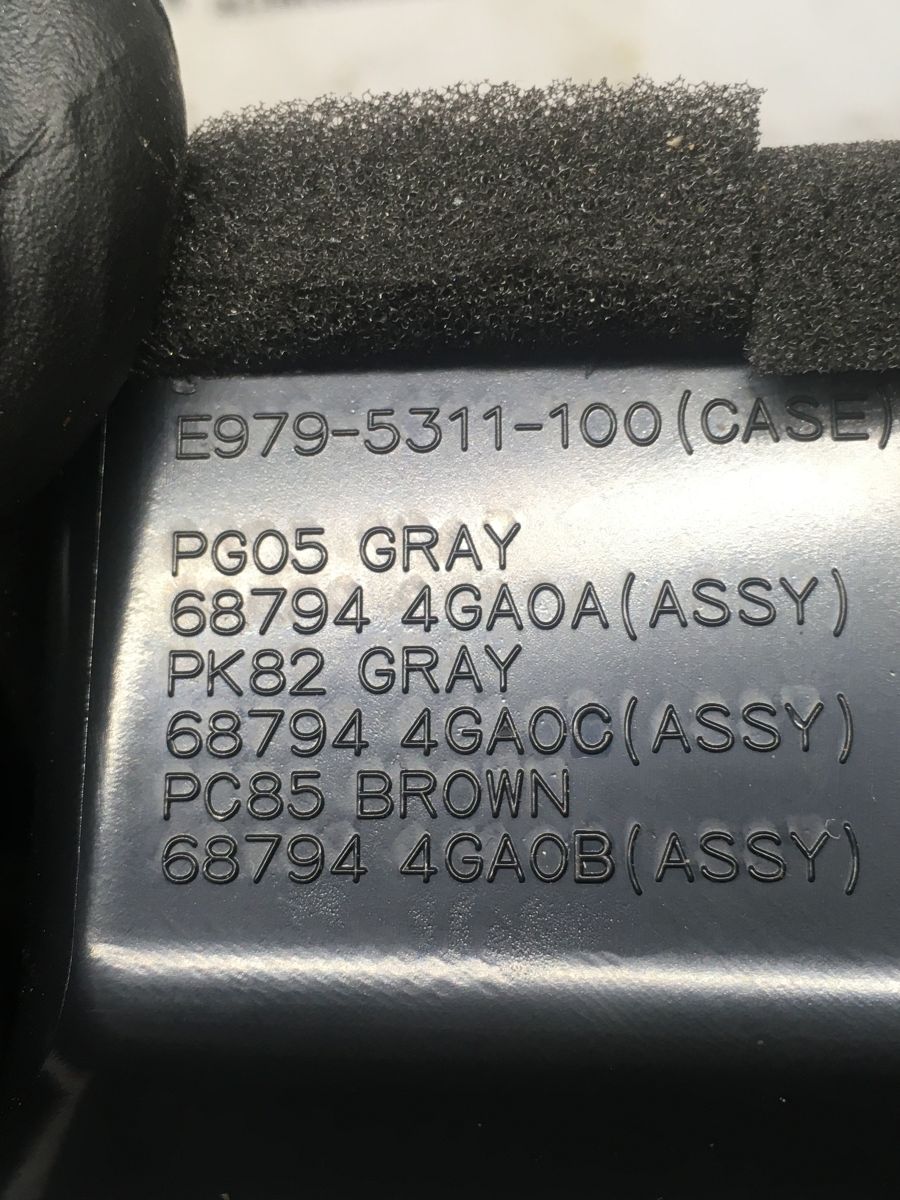 E979-5311-100(CASE)
PG05 GRAY
68794 4GA0A(ASSY)
PK82 GRAY
68794 4GA0C(ASSY)
PC85 BROWN
68794 4GA0B(ASSY)